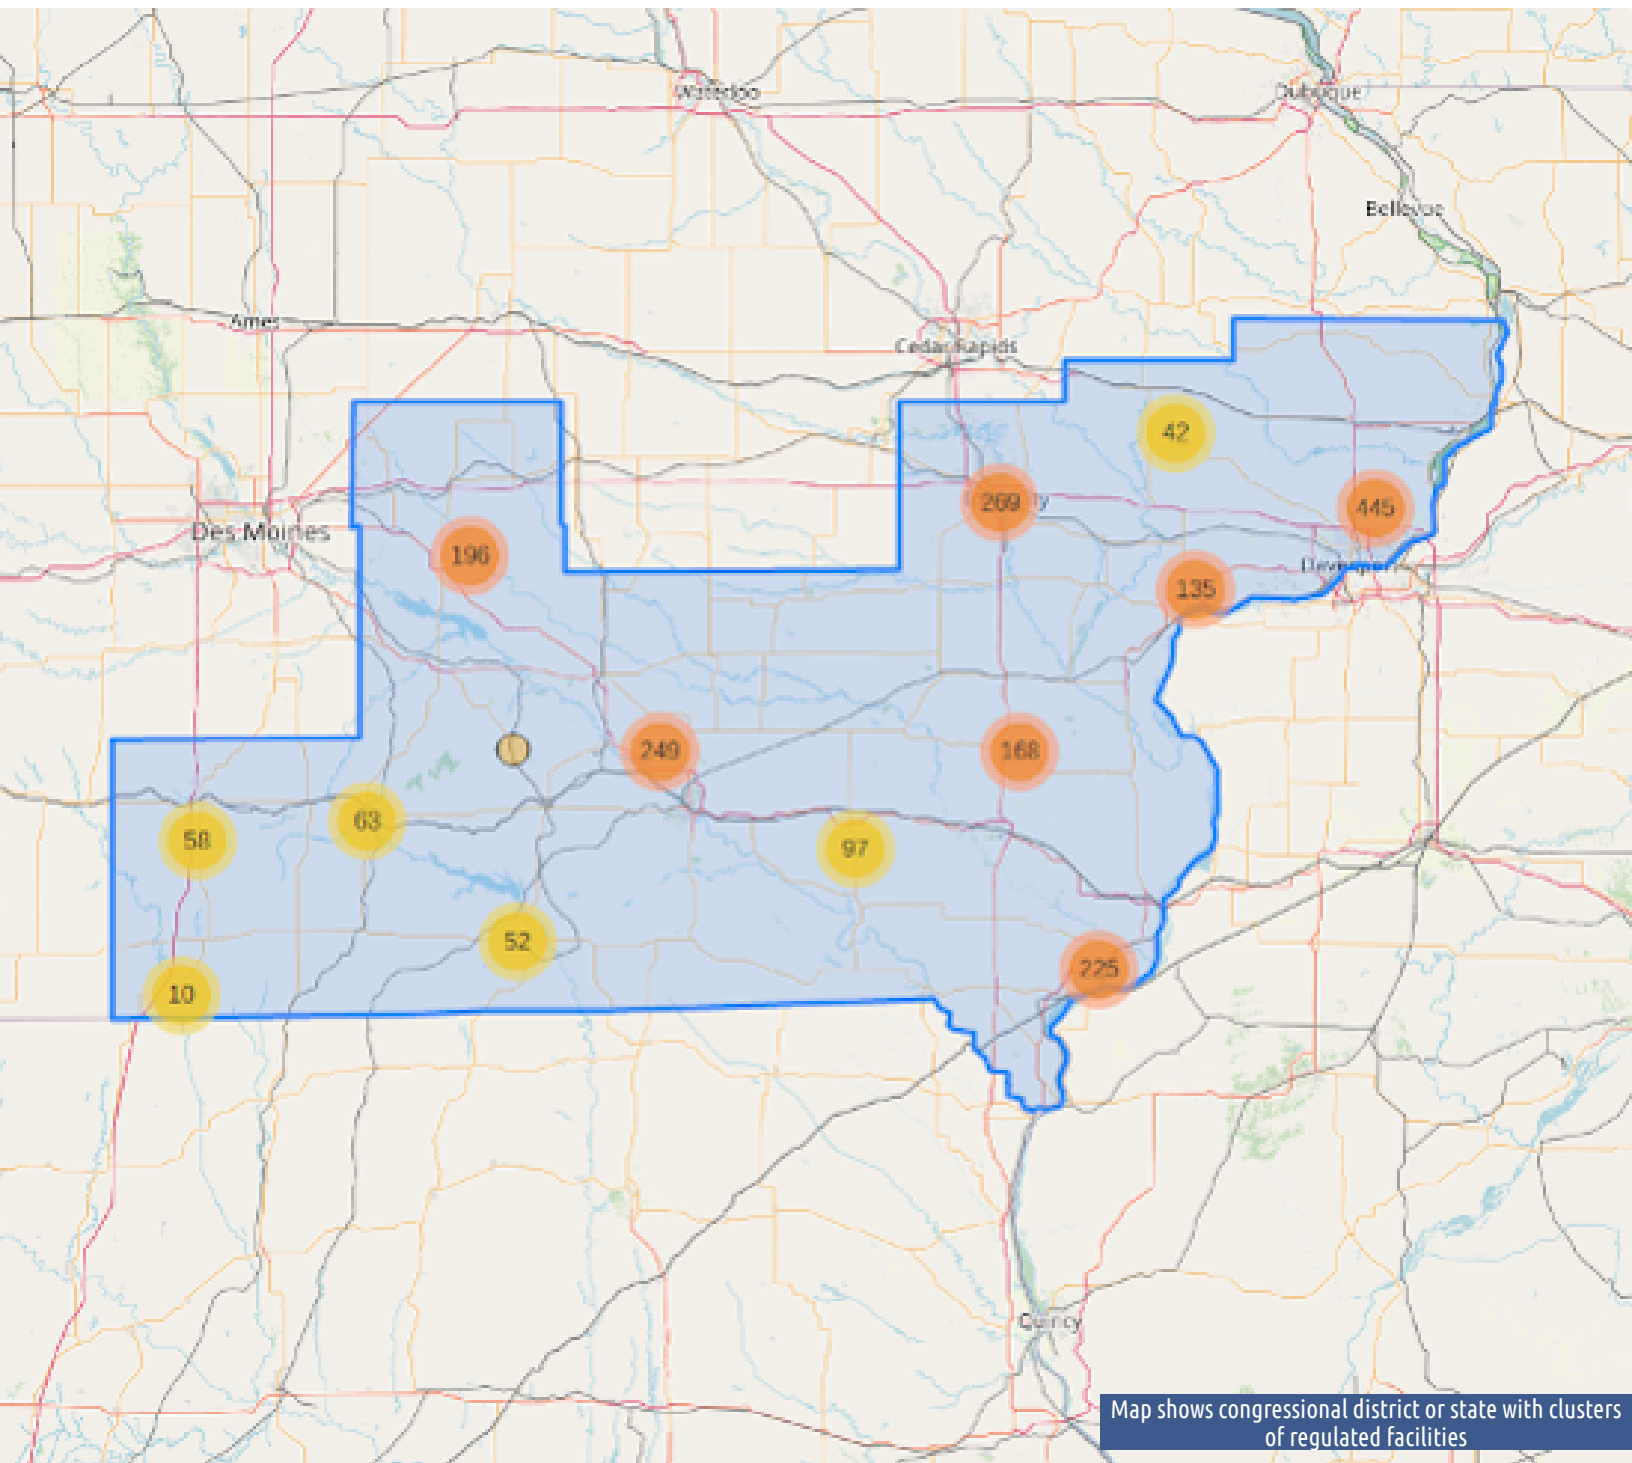 Waterloo
Dubuque
Bellevue
Ames
Cedar Rapids
42
269
ty
445
Des Moines
196
Davenport
135
249
168
58
63
97
52
10
225
Quincy
Map shows congressional district or state with clusters
of regulated facilities